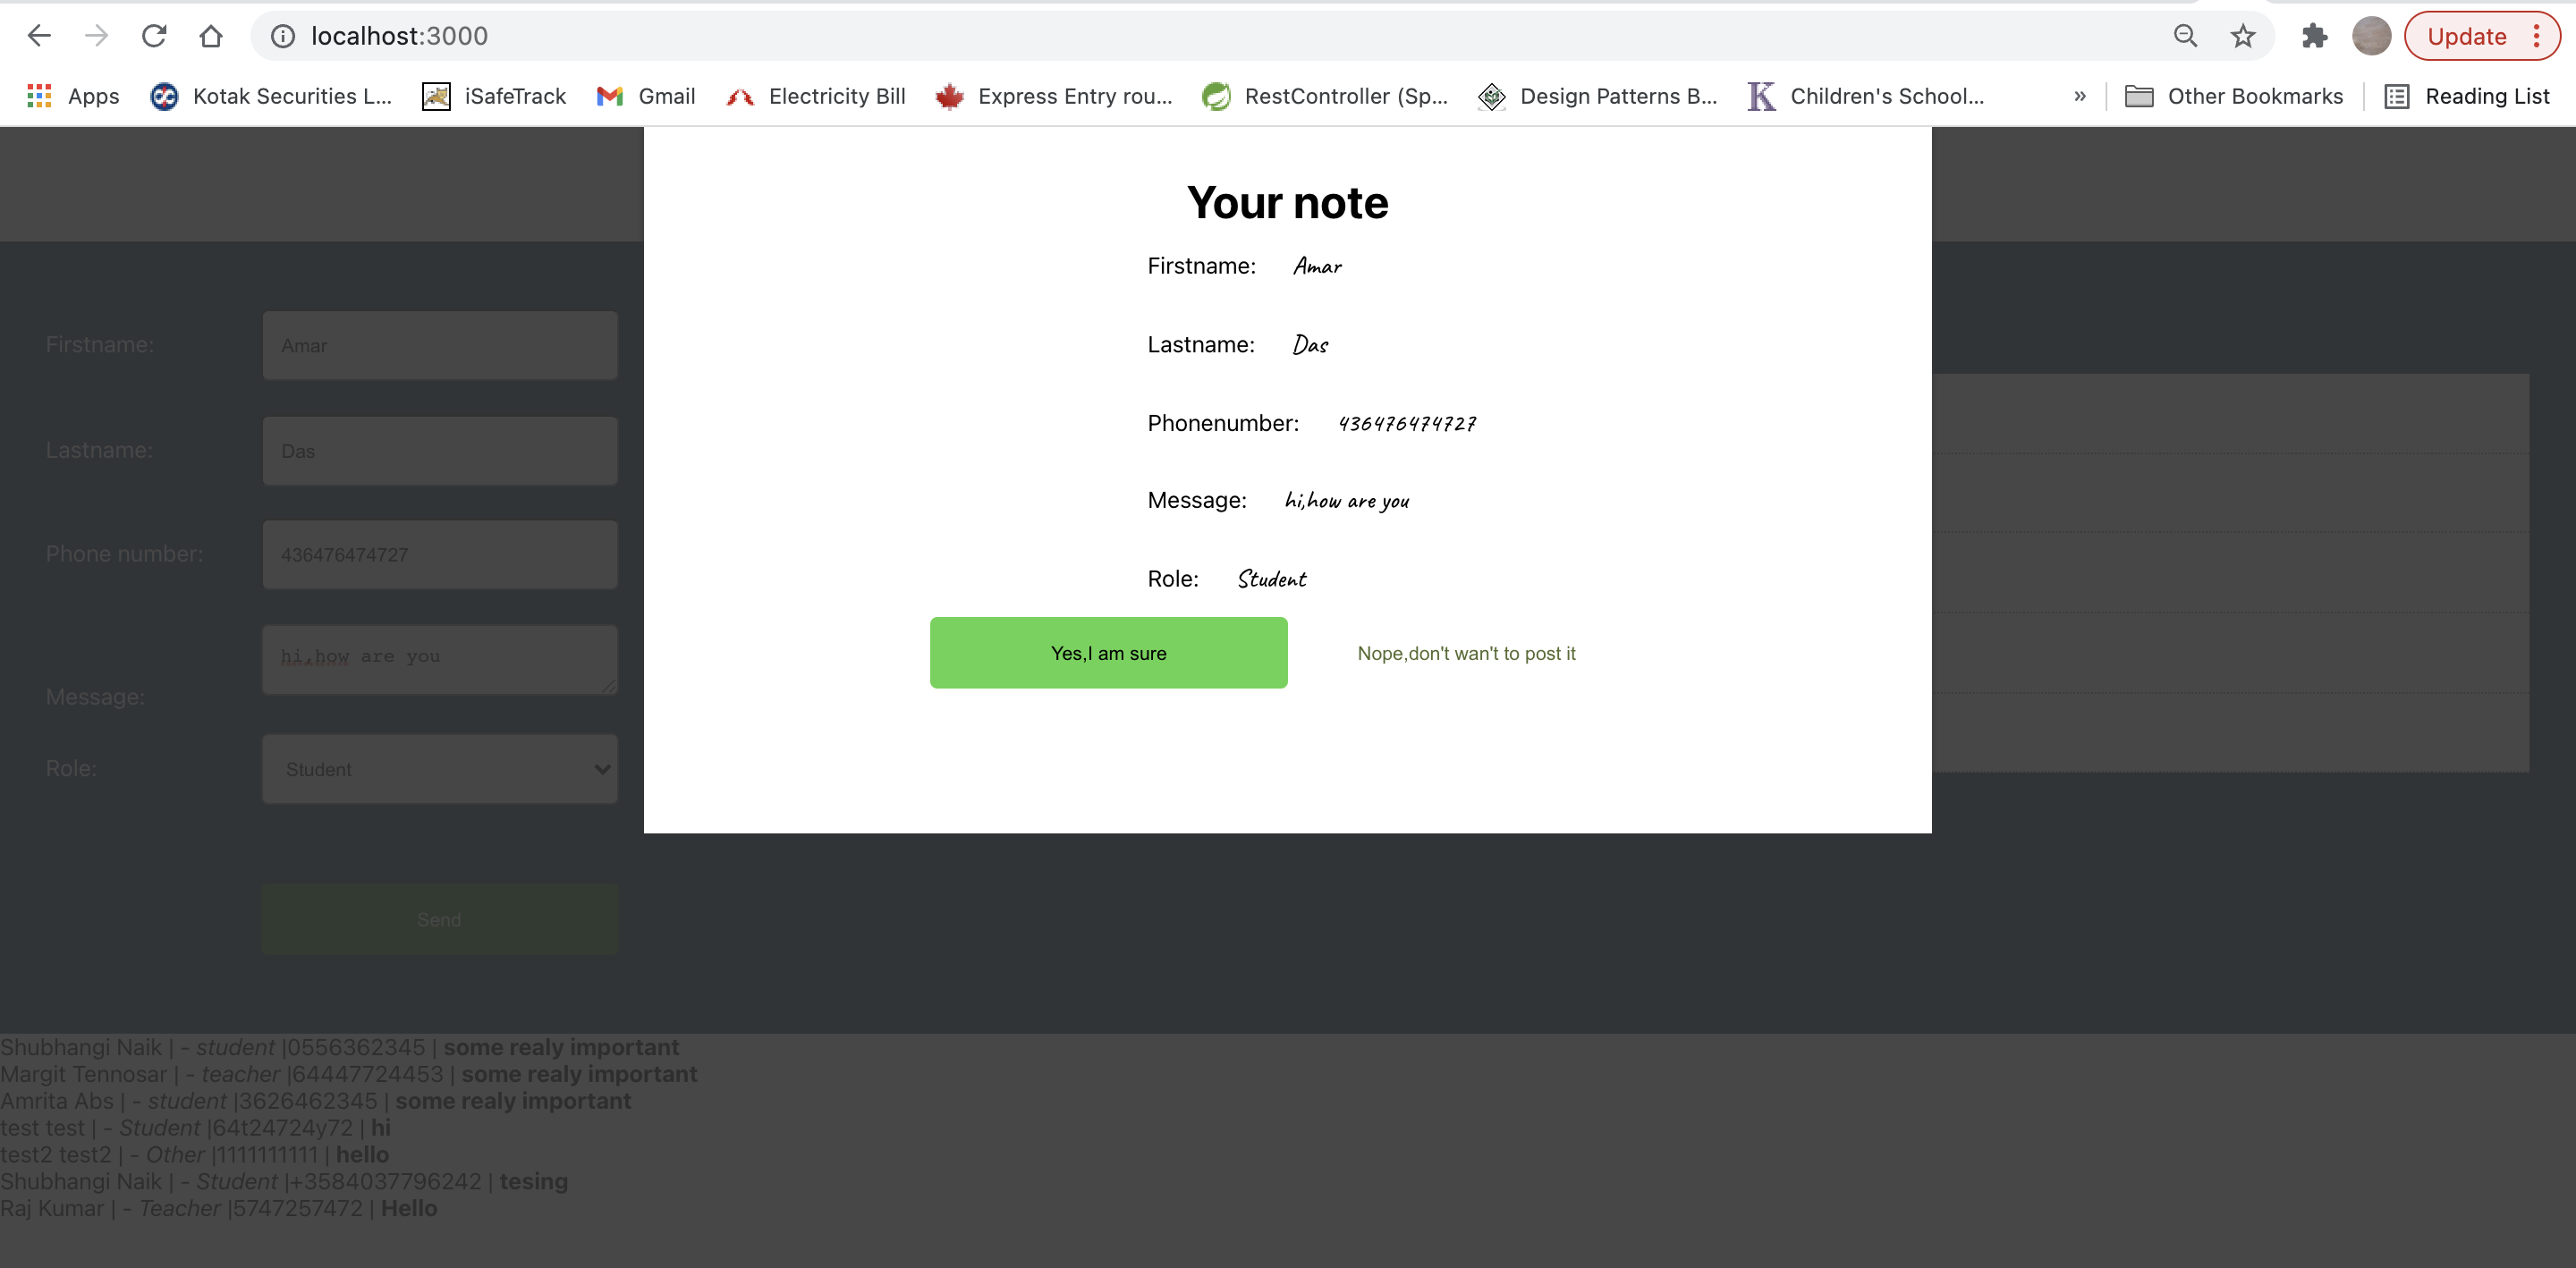 localhost:3000
Update
Apps
Kotak Securities L...
iSafeTrack
Gmail
Electricity Bill
Express Entry rou...
RestController (Sp...
Design Patterns B...
Children's School...
»
Other Bookmarks
Reading List
Your note
Firstname: Amar
Lastname: Das
Phonenumber: 436476474727
Message: hi,how are you
Role: Student
Yes,I am sure
Nope,don't wan't to post it
Firstname: Amar
Lastname: Das
Phone number: 436476474727
Message: hi,how are you
Role: Student
Send
Shubhangi Naik | - student |0556362345 | some realy important
Margit Tennosar | - teacher |64447724453 | some realy important
Amrita Abs | - student |3626462345 | some realy important
test test | - Student |64t24724y72 | hi
test2 test2 | - Other |1111111111 | hello
Shubhangi Naik | - Student |+3584037796242 | tesing
Raj Kumar | - Teacher |5747257472 | Hello